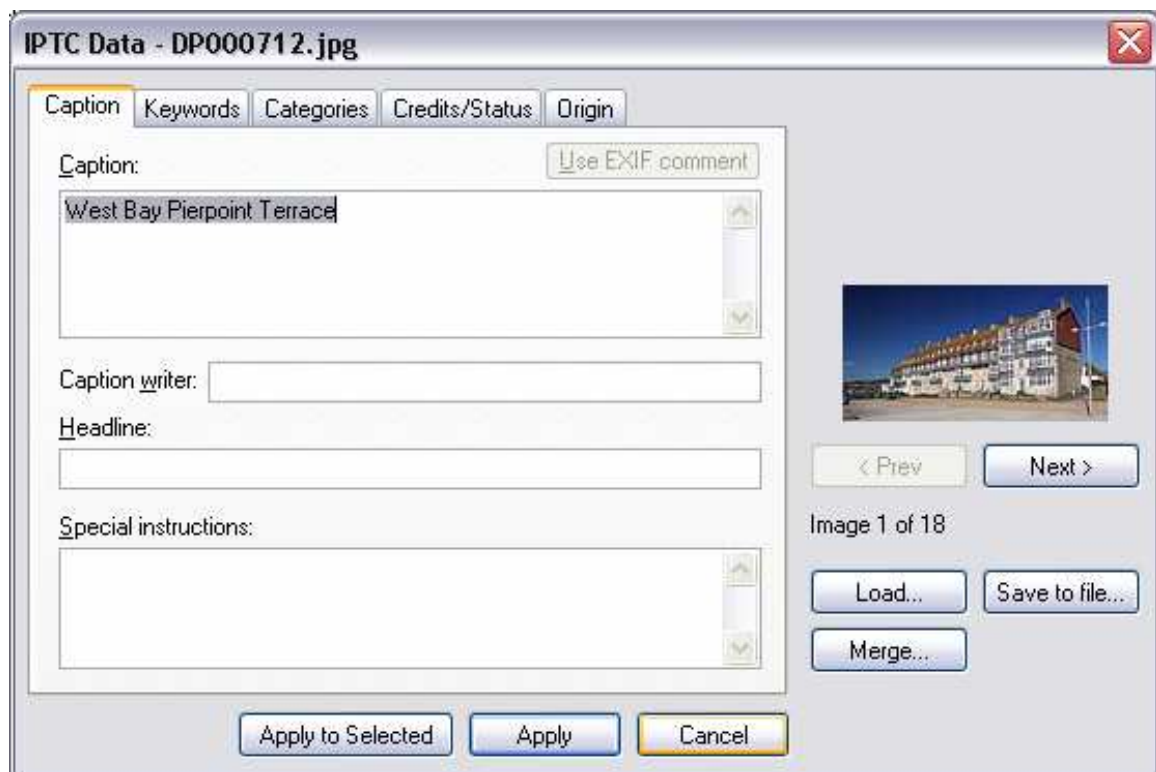 IPTC Data - DP000712.jpg
Caption Keywords Categories Credits/Status Origin
Caption:
Use EXIF comment
West Bay Pierpoint Terrace
Caption writer:
Headline:
Special instructions:
< Prev Next >
Image 1 of 18
Load... Save to file...
Merge...
Apply to Selected Apply Cancel